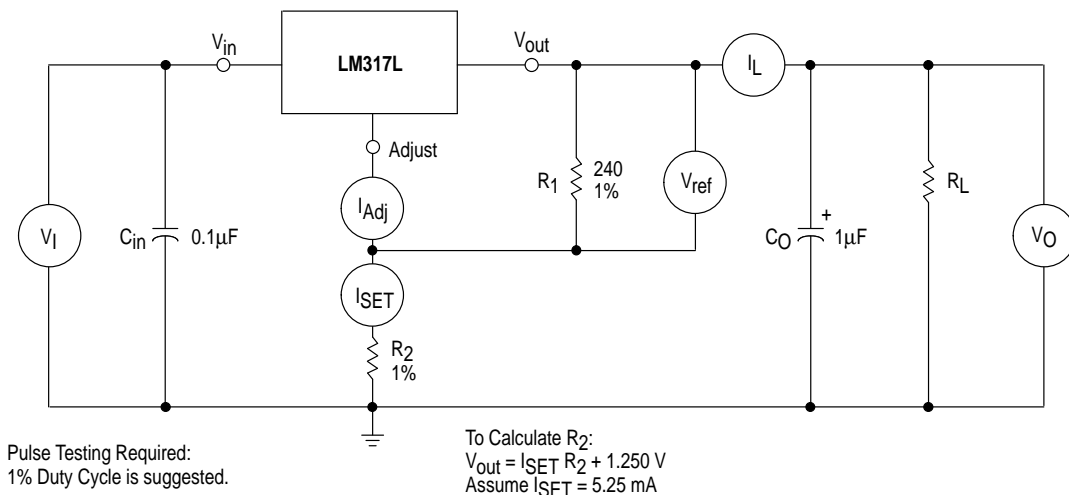 Vin
LM317L
Vout
IL
Adjust
R1
240
1%
Vref
RL
IAdj
VI
Cin
0.1µF
CO
+
1µF
VO
ISET
R2
1%
Pulse Testing Required:
1% Duty Cycle is suggested.
To Calculate R2:
Vout = ISET R2 + 1.250 V
Assume ISET = 5.25 mA